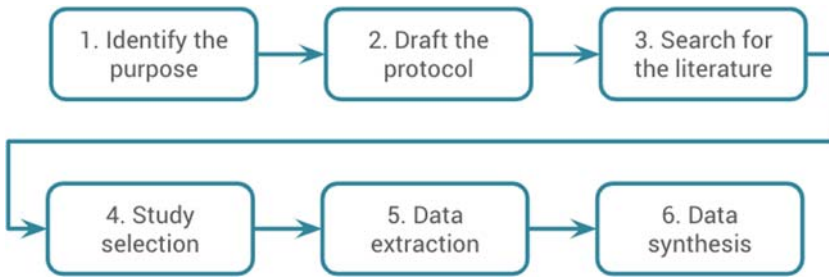 1. Identify the
purpose
2. Draft the
protocol
3. Search for
the literature
4. Study
selection
5. Data
extraction
6. Data
synthesis